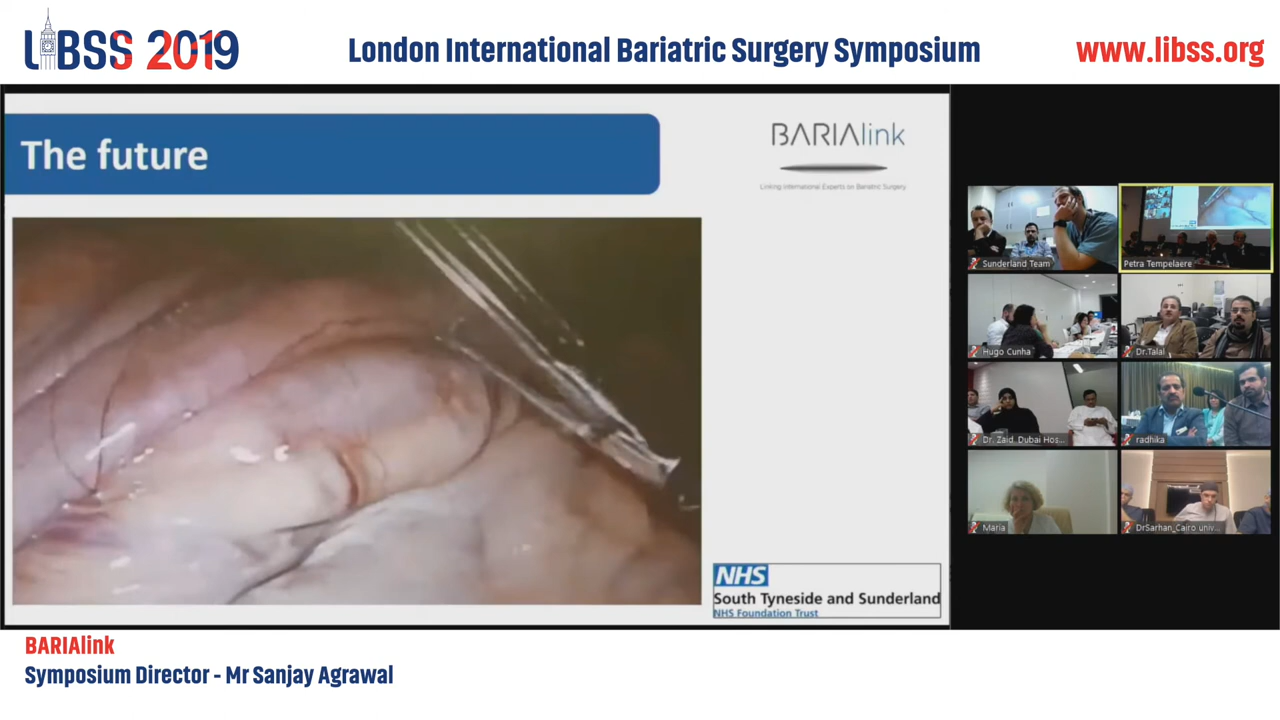 LIBSS 2019
London International Bariatric Surgery Symposium
www.libss.org
The future
BARIAlink
Linking International Experts on Bariatric Surgery
Sunderland Team
Petra Tempelaere
Hugo Cunha
Dr.Talal
Dr. Zaid_Dubai Hos...
radhika
Maria
DrSarhan_Cairo univ...
NHS
South Tyneside and Sunderland
NHS Foundation Trust
BARIAlink
Symposium Director - Mr Sanjay Agrawal